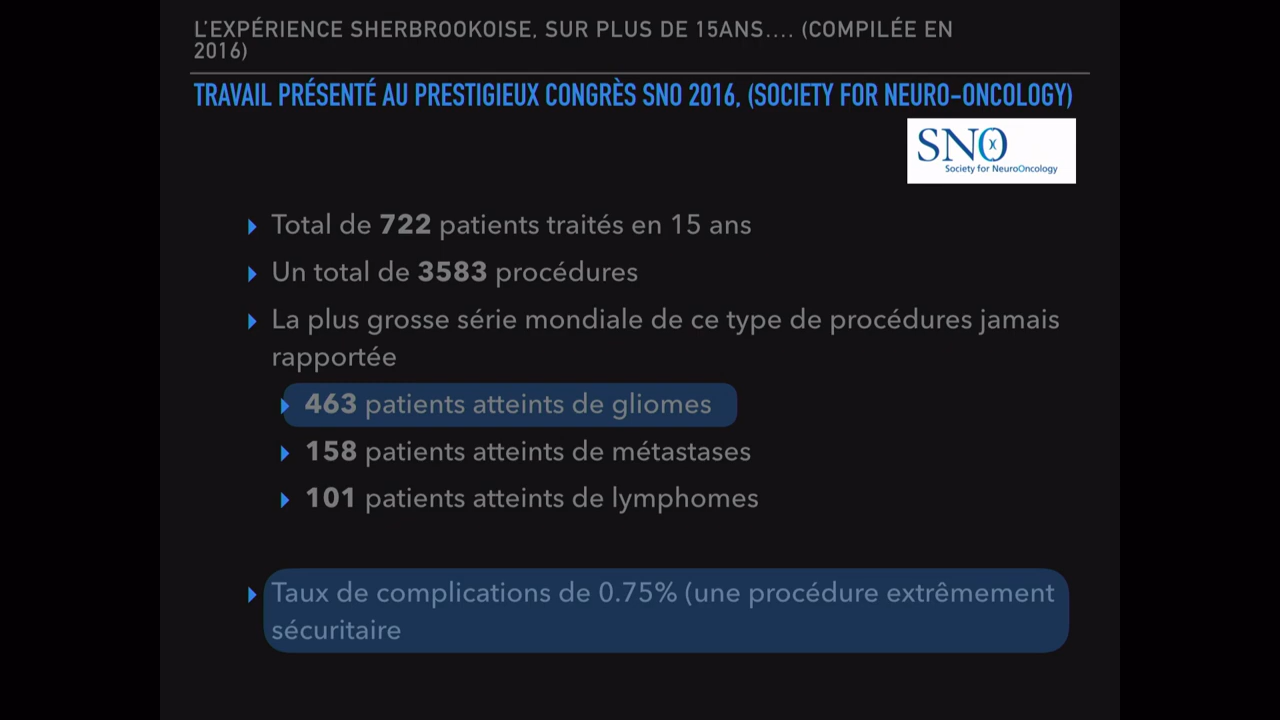 L'EXPÉRIENCE SHERBROOKOISE, SUR PLUS DE 15ANS.... (COMPILÉE EN
2016)
TRAVAIL PRÉSENTÉ AU PRESTIGIEUX CONGRÈS SNO 2016, (SOCIETY FOR NEURO-ONCOLOGY)
SNO
Society for NeuroOncology
Total de 722 patients traités en 15 ans
Un total de 3583 procédures
La plus grosse série mondiale de ce type de procédures jamais
rapportée
463 patients atteints de gliomes
158 patients atteints de métastases
101 patients atteints de lymphomes
Taux de complications de 0.75% (une procédure extrêmement
sécuritaire